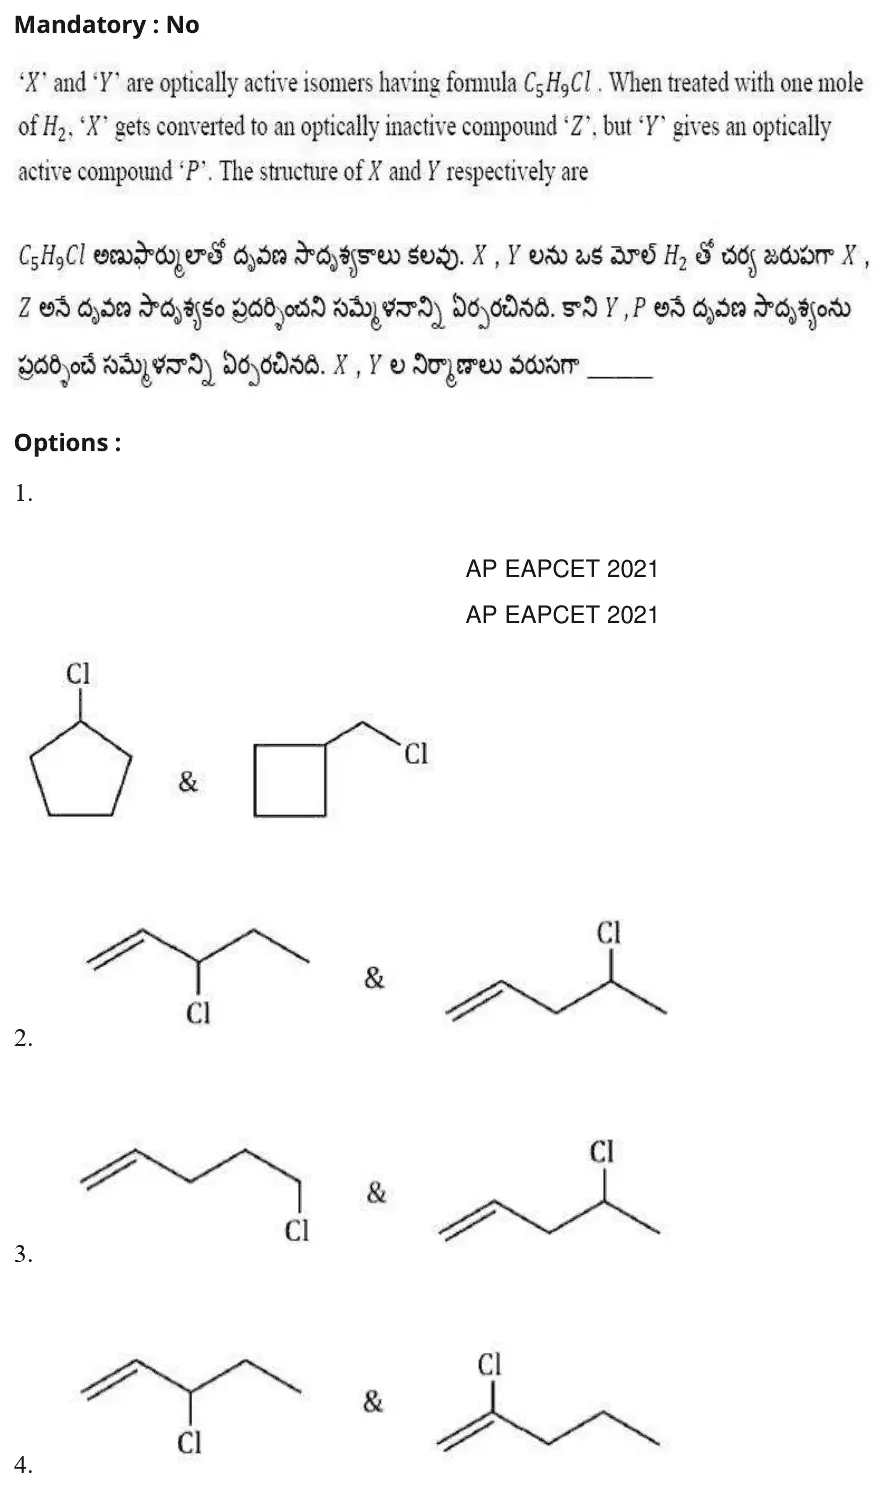 Mandatory : No
‘X’ and ‘Y’ are optically active isomers having formula C₅H₉Cl . When treated with one mole
of H₂, ‘X’ gets converted to an optically inactive compound ‘Z’, but ‘Y’ gives an optically
active compound ‘P’. The structure of X and Y respectively are
C₅H₉Cl అణుఫార్ములాతో దృవణ సాదృశ్యకాలు కలవు. X , Y లను ఒక మోల్ H₂ తో చర్య జరుపగా X ,
Z అనే దృవణ సాదృశ్యకం ప్రదర్శించని సమ్మేళనాన్ని ఏర్పరచినది. కాని Y ,P అనే దృవణ సాదృశ్యంను
ప్రదర్శించే సమ్మేళనాన్ని ఏర్పరచినది. X , Y ల నిర్మాణాలు వరుసగా ____
Options :
1.
AP EAPCET 2021
AP EAPCET 2021
Cl
& Cl
Cl
& Cl
2.
Cl
& Cl
3.
Cl
& Cl
4.